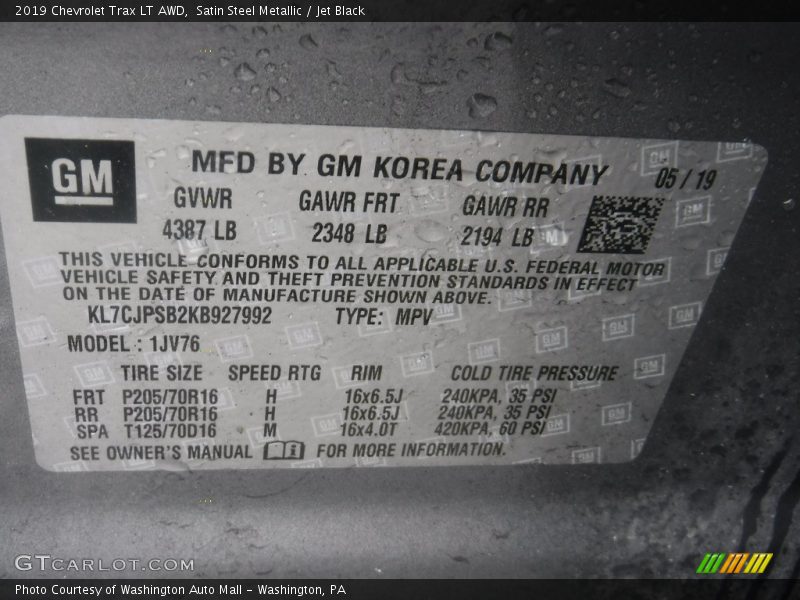 2019 Chevrolet Trax LT AWD, Satin Steel Metallic / Jet Black
GM MFD BY GM KOREA COMPANY 05/19
GVWR GAWR FRT GAWR RR
4387 LB 2348 LB 2194 LB
THIS VEHICLE CONFORMS TO ALL APPLICABLE U.S. FEDERAL MOTOR
VEHICLE SAFETY AND THEFT PREVENTION STANDARDS IN EFFECT
ON THE DATE OF MANUFACTURE SHOWN ABOVE.
KL7CJPSB2KB927992 TYPE: MPV
MODEL : 1JV76
TIRE SIZE SPEED RTG RIM COLD TIRE PRESSURE
FRT P205/70R16 H 16x6.5J 240KPA, 35 PSI
RR P205/70R16 H 16x6.5J 240KPA, 35 PSI
SPA T125/70D16 M 16x4.0T 420KPA, 60 PSI
SEE OWNER'S MANUAL FOR MORE INFORMATION.
GTCARLOT.COM
Photo Courtesy of Washington Auto Mall - Washington, PA